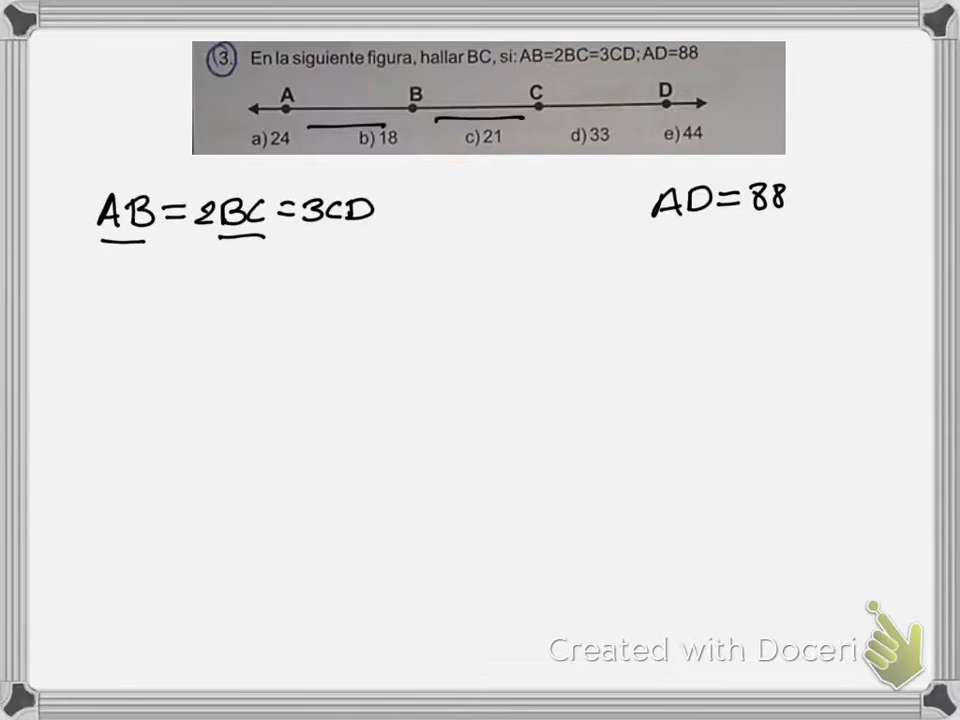 (3. En la siguiente figura, hallar BC, si: AB=2BC=3CD; AD=88
A B C D
a) 24 b) 18 c) 21 d) 33 e) 44
AB = 2BC = 3CD AD = 88
Created with Doceri